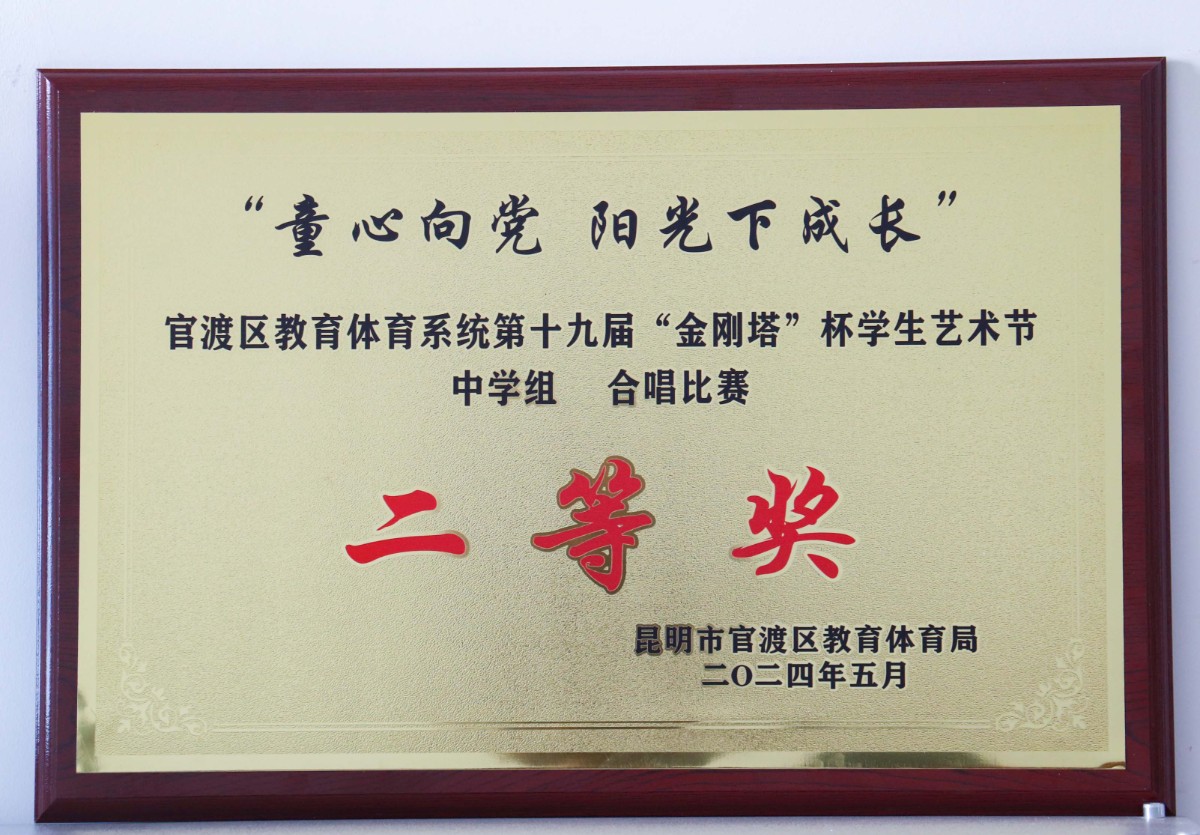 “童心向党 阳光下成长”
官渡区教育体育系统第十九届“金刚塔”杯学生艺术节
中学组 合唱比赛
二等奖
昆明市官渡区教育体育局
二〇二四年五月